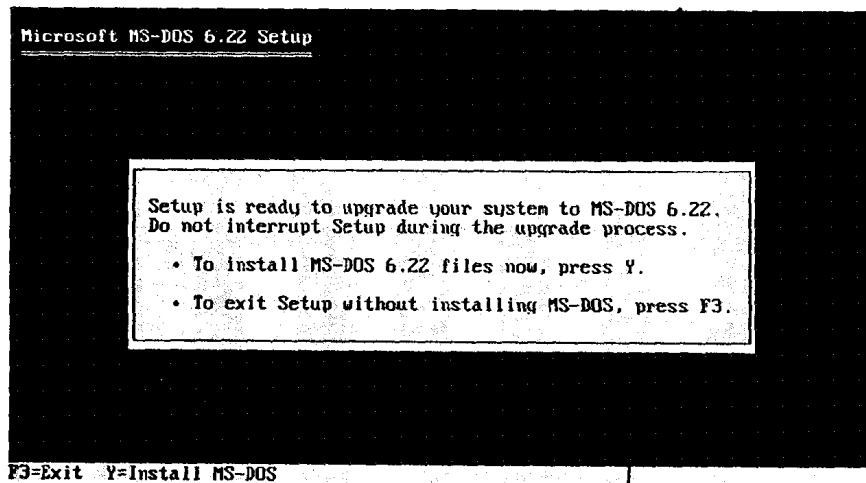 Microsoft MS-DOS 6.22 Setup
Setup is ready to upgrade your system to MS-DOS 6.22.
Do not interrupt Setup during the upgrade process.
• To install MS-DOS 6.22 files now, press Y.
• To exit Setup without installing MS-DOS, press F3.
F3=Exit Y=Install MS-DOS